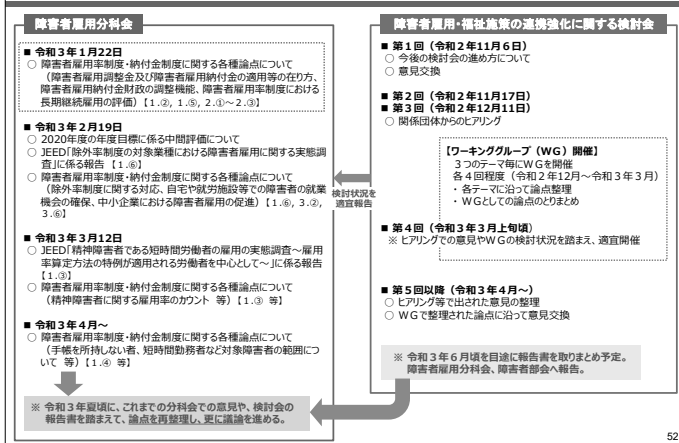 障害者雇用分科会
■ 令和３年１月22日
○ 障害者雇用率制度・納付金制度に関する各種論点について
（障害者雇用調整金及び障害者雇用納付金の適用等の在り方、
障害者雇用納付金財政の調整機能、障害者雇用率制度における
長期継続雇用の評価）【１.②, １.⑤, ２.①～２.③】
■ 令和３年２月19日
○ 2020年度の年度目標に係る中間評価について
○ JEED「除外率制度の対象業種における障害者雇用に関する実態調
査」に係る報告 【１.⑥】
○ 障害者雇用率制度・納付金制度に関する各種論点について
（除外率制度に関する対応、自宅や就労施設等での障害者の就業
機会の確保、中小企業における障害者雇用の促進）【１.⑥, ３.②,
３.⑥】
■ 令和３年３月12日
○ JEED「精神障害者である短時間労働者の雇用の実態調査～雇用
率算定方法の特例が適用される労働者を中心として～」に係る報告
【１.③】
○ 障害者雇用率制度・納付金制度に関する各種論点について
（精神障害者に関する雇用率のカウント 等）【１.③ 等】
■ 令和３年４月～
○ 障害者雇用率制度・納付金制度に関する各種論点について
（手帳を所持しない者、短時間勤務者など対象障害者の範囲につ
いて 等）【１.④ 等】
※ 令和３年夏頃に、これまでの分科会での意見や、検討会の
報告書を踏まえて、論点を再整理し、更に議論を進める。
検討状況を
適宜報告
障害者雇用・福祉施策の連携強化に関する検討会
■ 第１回（令和２年11月６日）
○ 今後の検討会の進め方について
○ 意見交換
■ 第２回（令和２年11月17日）
■ 第３回（令和２年12月11日）
○ 関係団体からのヒアリング
【ワーキンググループ（WG）開催】
３つのテーマ毎にWGを開催
各４回程度（令和２年12月～令和３年３月）
・各テーマに沿って論点整理
・WGとしての論点のとりまとめ
■ 第４回（令和３年３月上旬頃）
※ ヒアリングでの意見やWGの検討状況を踏まえ、適宜開催
■ 第５回以降（令和３年４月～）
○ ヒアリング等で出された意見の整理
○ WGで整理された論点に沿って意見交換
※ 令和３年６月頃を目途に報告書を取りまとめ予定。
障害者雇用分科会、障害者部会へ報告。
52